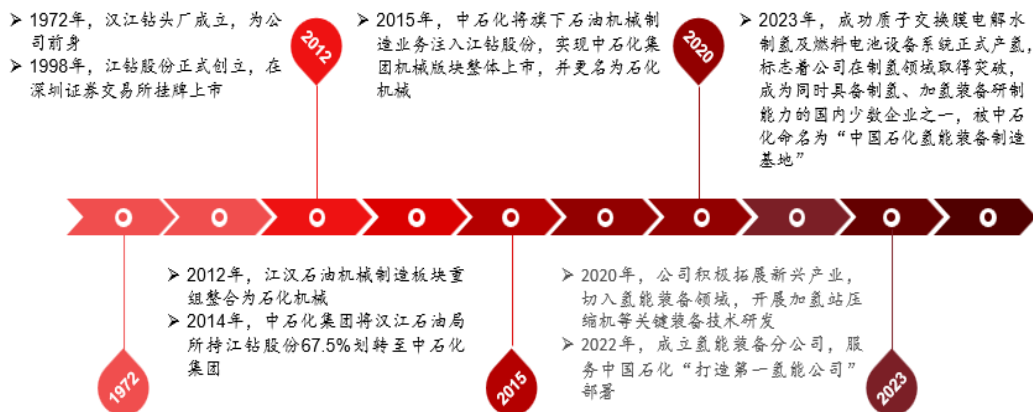 ➢ 1972年，汉江钻头厂成立，为公
司前身
➢ 1998年，江钻股份正式创立，在
深圳证券交易所挂牌上市
2012
➢ 2015年，中石化将旗下石油机械制
造业务注入江钻股份，实现中石化集
团机械版块整体上市，并更名为石化
机械
2020
➢ 2023年，成功质子交换膜电解水
制氢及燃料电池设备系统正式产氢，
标志着公司在制氢领域取得突破，
成为同时具备制氢、加氢装备研制
能力的国内少数企业之一，被中石
化命名为“中国石化氢能装备制造
基地”
1972
➢ 2012年，江汉石油机械制造板块重
组整合为石化机械
➢ 2014年，中石化集团将汉江石油局
所持江钻股份67.5%划转至中石化
集团
2015
➢ 2020年，公司积极拓展新兴产业，
切入氢能装备领域，开展加氢站压
缩机等关键装备技术研发
➢ 2022年，成立氢能装备分公司，服
务中国石化“打造第一氢能公司”
部署
2023